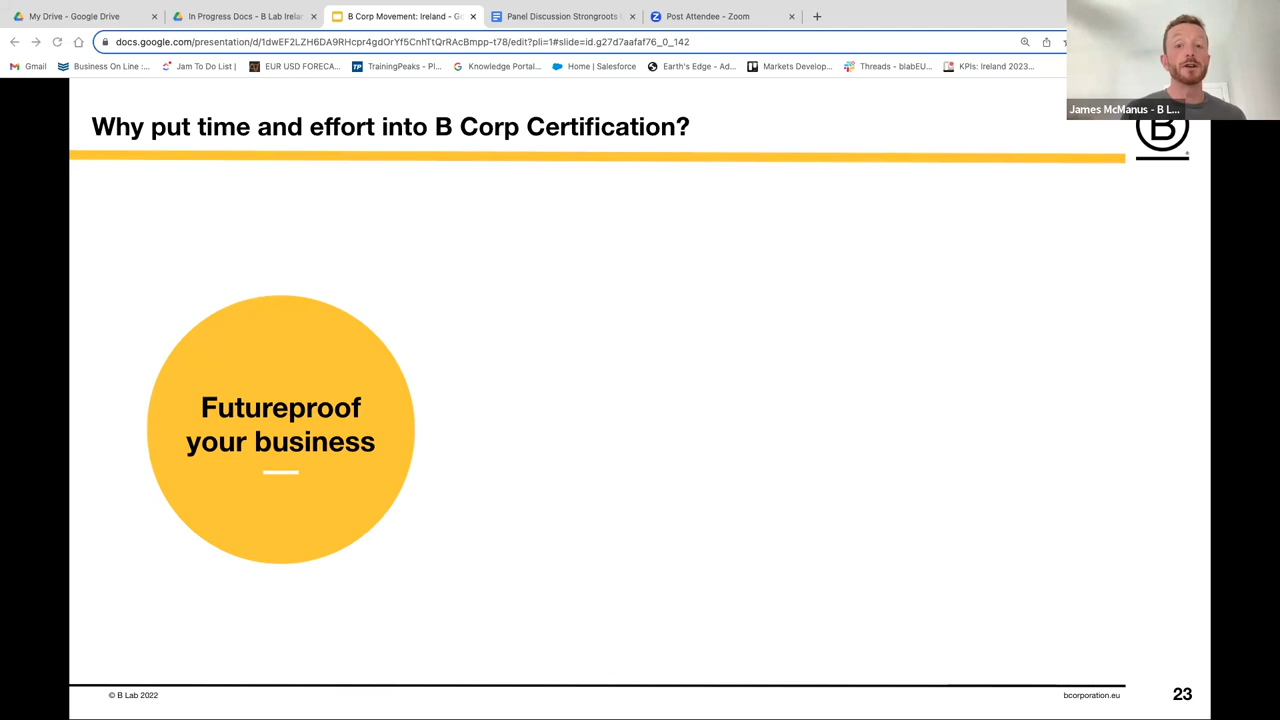 My Drive - Google Drive
In Progress Docs - B Lab Irelan
B Corp Movement: Ireland - Go
Panel Discussion Strongroots
Post Attendee - Zoom
docs.google.com/presentation/d/1dwEF2LZH6DA9RHcpr4gdOrYf5CnhTtQrRAcBmpp-t78/edit?pli=1#slide=id.g27d7aafaf76_0_142
Gmail
Business On Line :...
Jam To Do List |
EUR USD FORECA...
TrainingPeaks - Pl...
Knowledge Portal...
Home | Salesforce
Earth's Edge - Ad...
Markets Develop...
Threads - blabEU...
KPIs: Ireland 2023...
James McManus - B L...
Why put time and effort into B Corp Certification?
B
Futureproof
your business
© B Lab 2022
bcorporation.eu
23